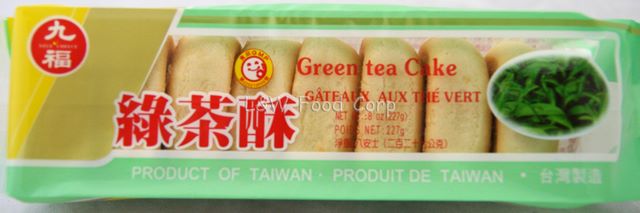 九福
綠茶酥
Green tea Cake
GÂTEAUX AUX THÉ VERT
J&W Food Corp
NET WT.:8 oz(227g)
POIDS NET:227g
淨重:八安士(二百二十七公克)
PRODUCT OF TAIWAN · PRODUIT DE TAIWAN · 台灣製造